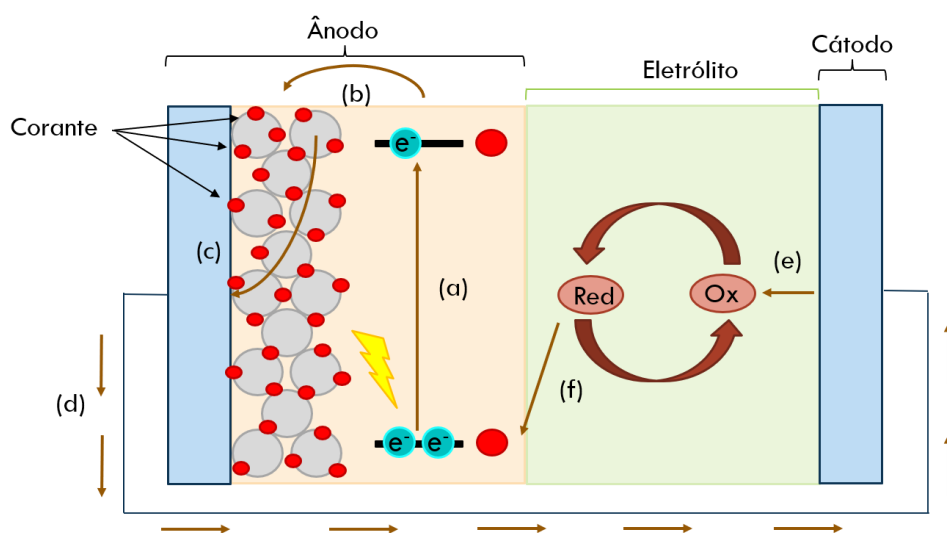 Ânodo
Cátodo
Eletrólito
(b)
Corante
e-
(c)
(e)
(a)
Red
Ox
(d)
(f)
e- e-